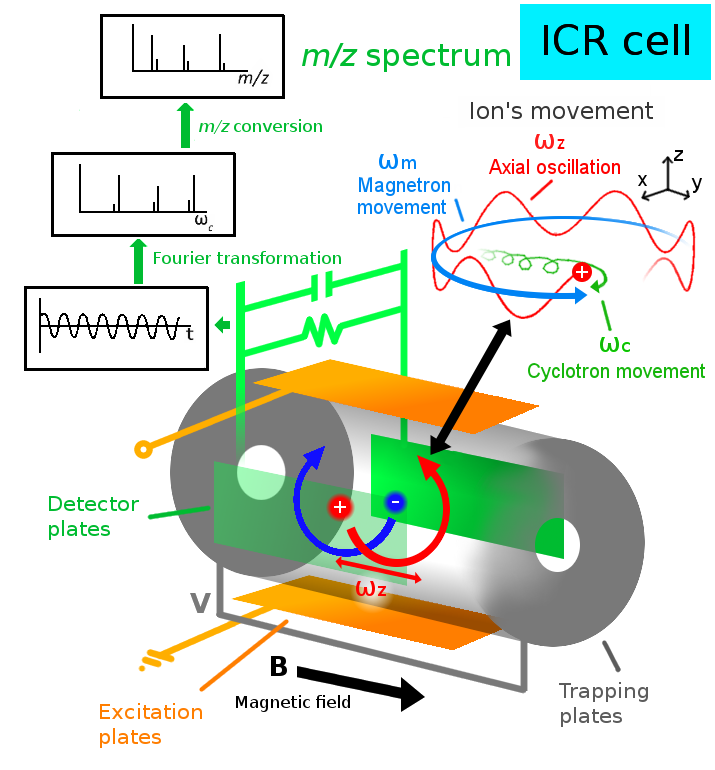 ICR cell
m/z spectrum
m/z
m/z conversion
Ion's movement
ωz
Axial oscillation
ωm
Magnetron
movement
z
x
y
ωc
Fourier transformation
t
+
ωc
Cyclotron movement
Detector
plates
+
-
ωz
V
B
Magnetic field
Excitation
plates
Trapping
plates